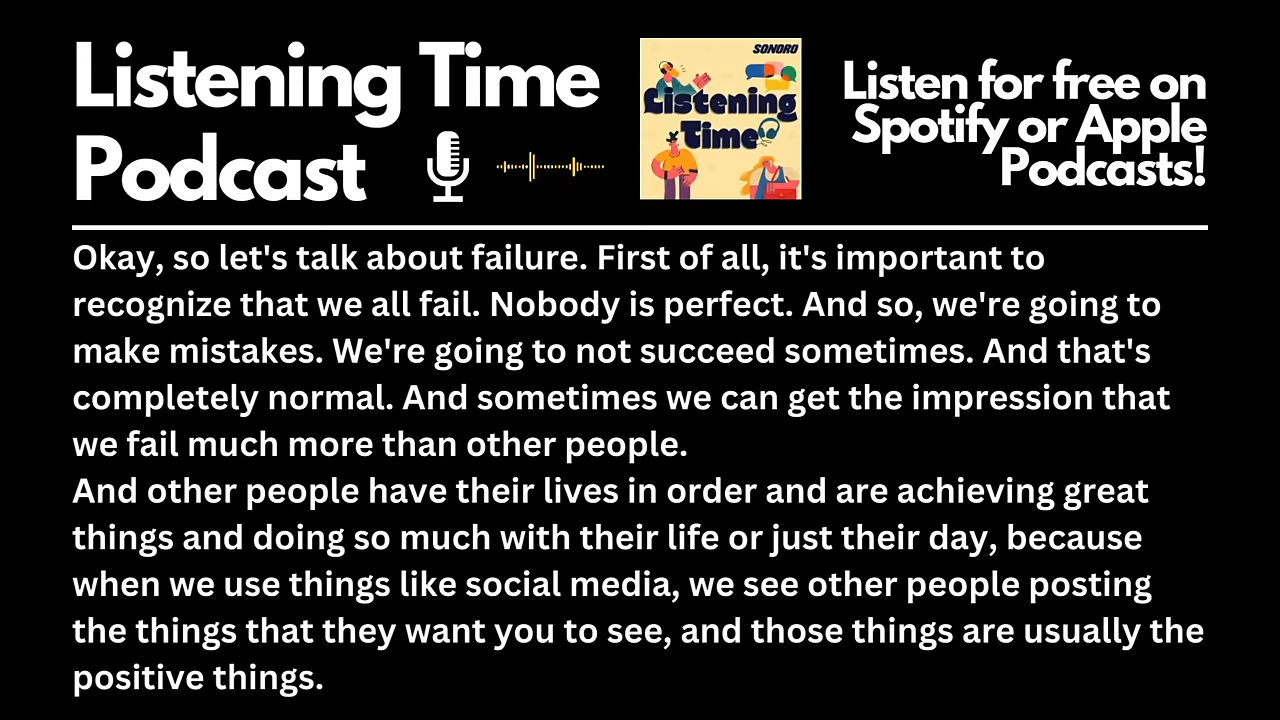 Listening Time
Podcast
SONORO
Listening
Time
Listen for free on
Spotify or Apple
Podcasts!
Okay, so let's talk about failure. First of all, it's important to
recognize that we all fail. Nobody is perfect. And so, we're going to
make mistakes. We're going to not succeed sometimes. And that's
completely normal. And sometimes we can get the impression that
we fail much more than other people.
And other people have their lives in order and are achieving great
things and doing so much with their life or just their day, because
when we use things like social media, we see other people posting
the things that they want you to see, and those things are usually the
positive things.